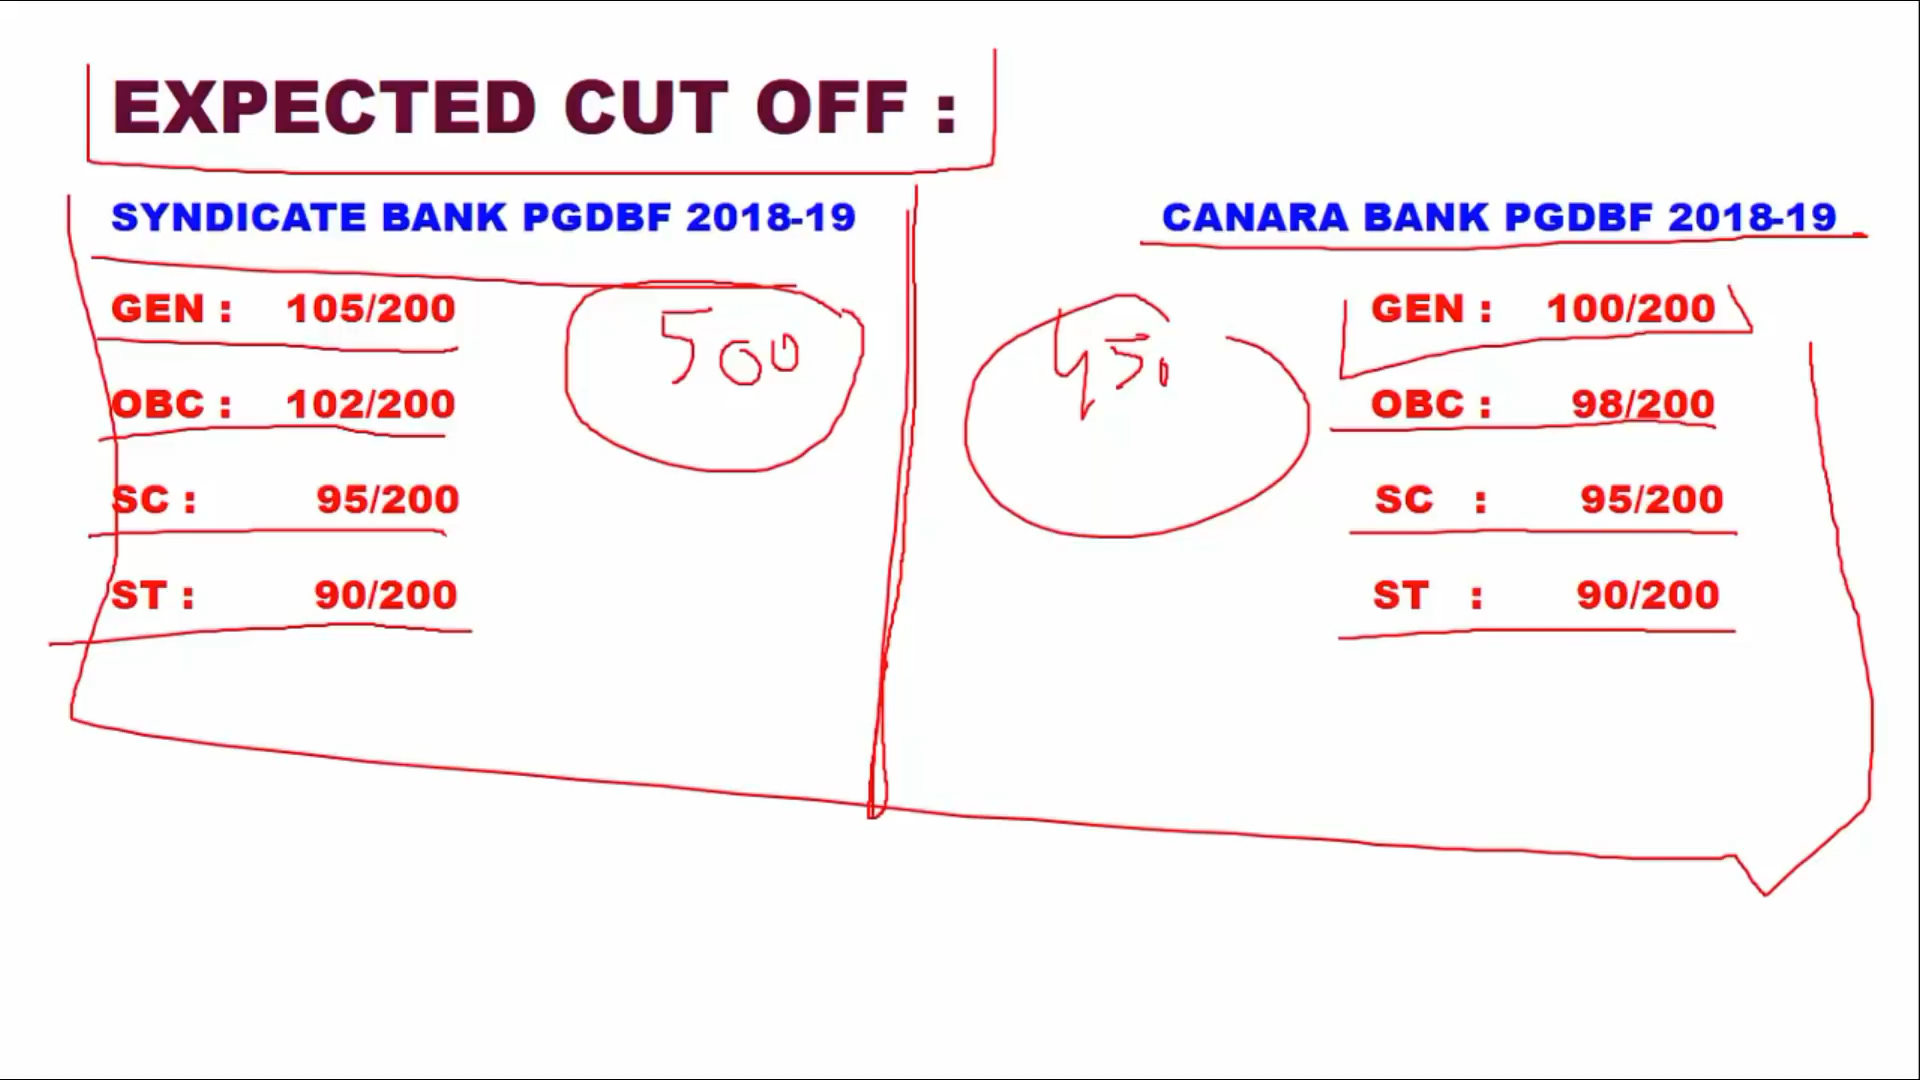 EXPECTED CUT OFF :
SYNDICATE BANK PGDBF 2018-19
GEN : 105/200
OBC : 102/200
SC : 95/200
ST : 90/200
500
CANARA BANK PGDBF 2018-19
GEN : 100/200
OBC : 98/200
SC : 95/200
ST : 90/200
450